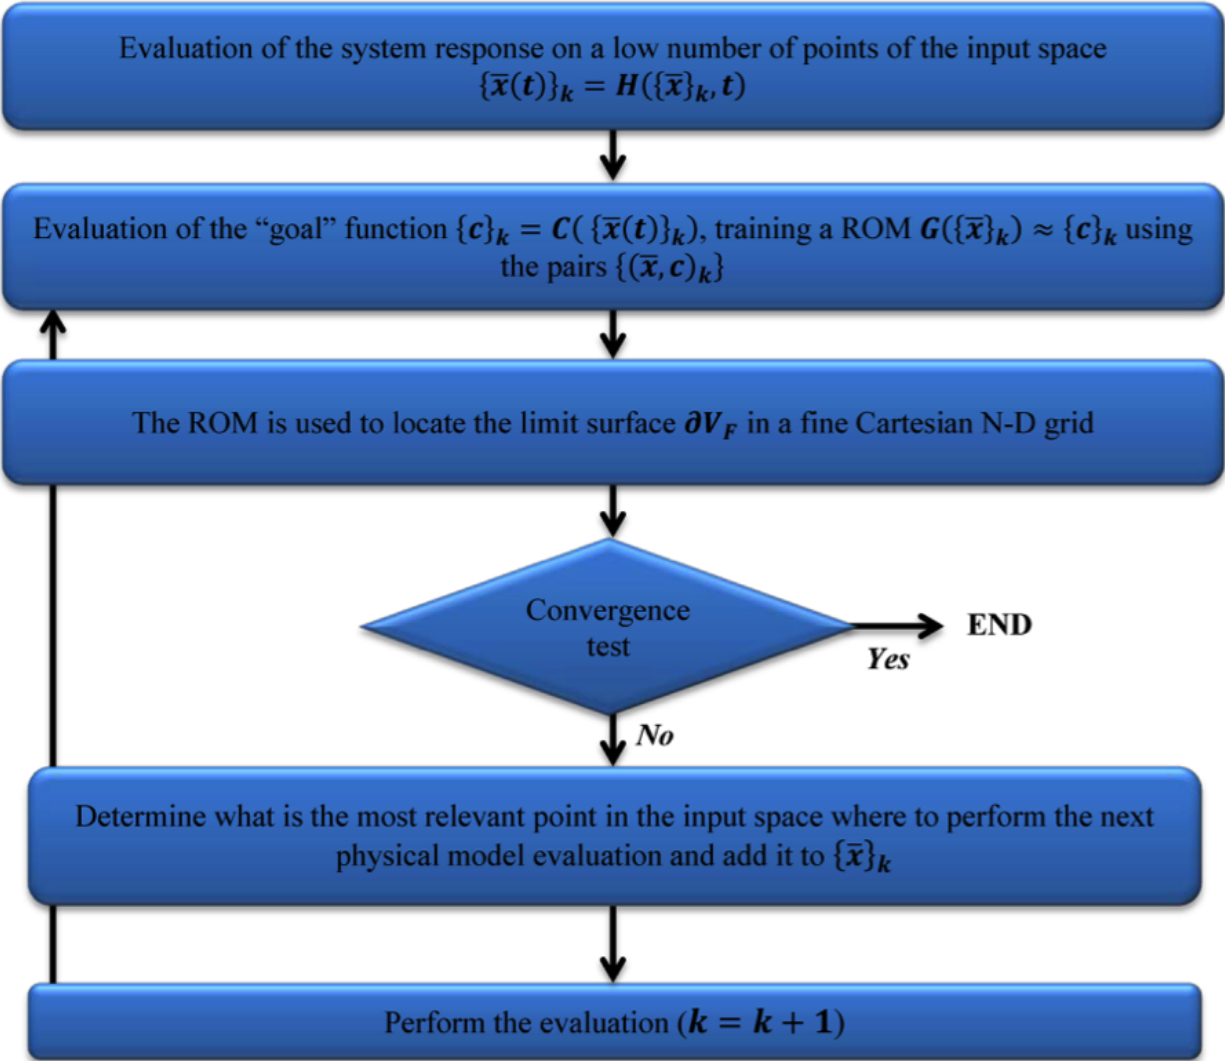 Evaluation of the system response on a low number of points of the input space
{x̅(t)}ₖ = H({x̅}ₖ, t)
Evaluation of the “goal” function {c}ₖ = C( {x̅(t)}ₖ), training a ROM G({x̅}ₖ) ≈ {c}ₖ using
the pairs {(x̅, c)ₖ}
The ROM is used to locate the limit surface ∂V_F in a fine Cartesian N-D grid
Convergence
test
END
Yes
No
Determine what is the most relevant point in the input space where to perform the next
physical model evaluation and add it to {x̅}ₖ
Perform the evaluation (k = k + 1)